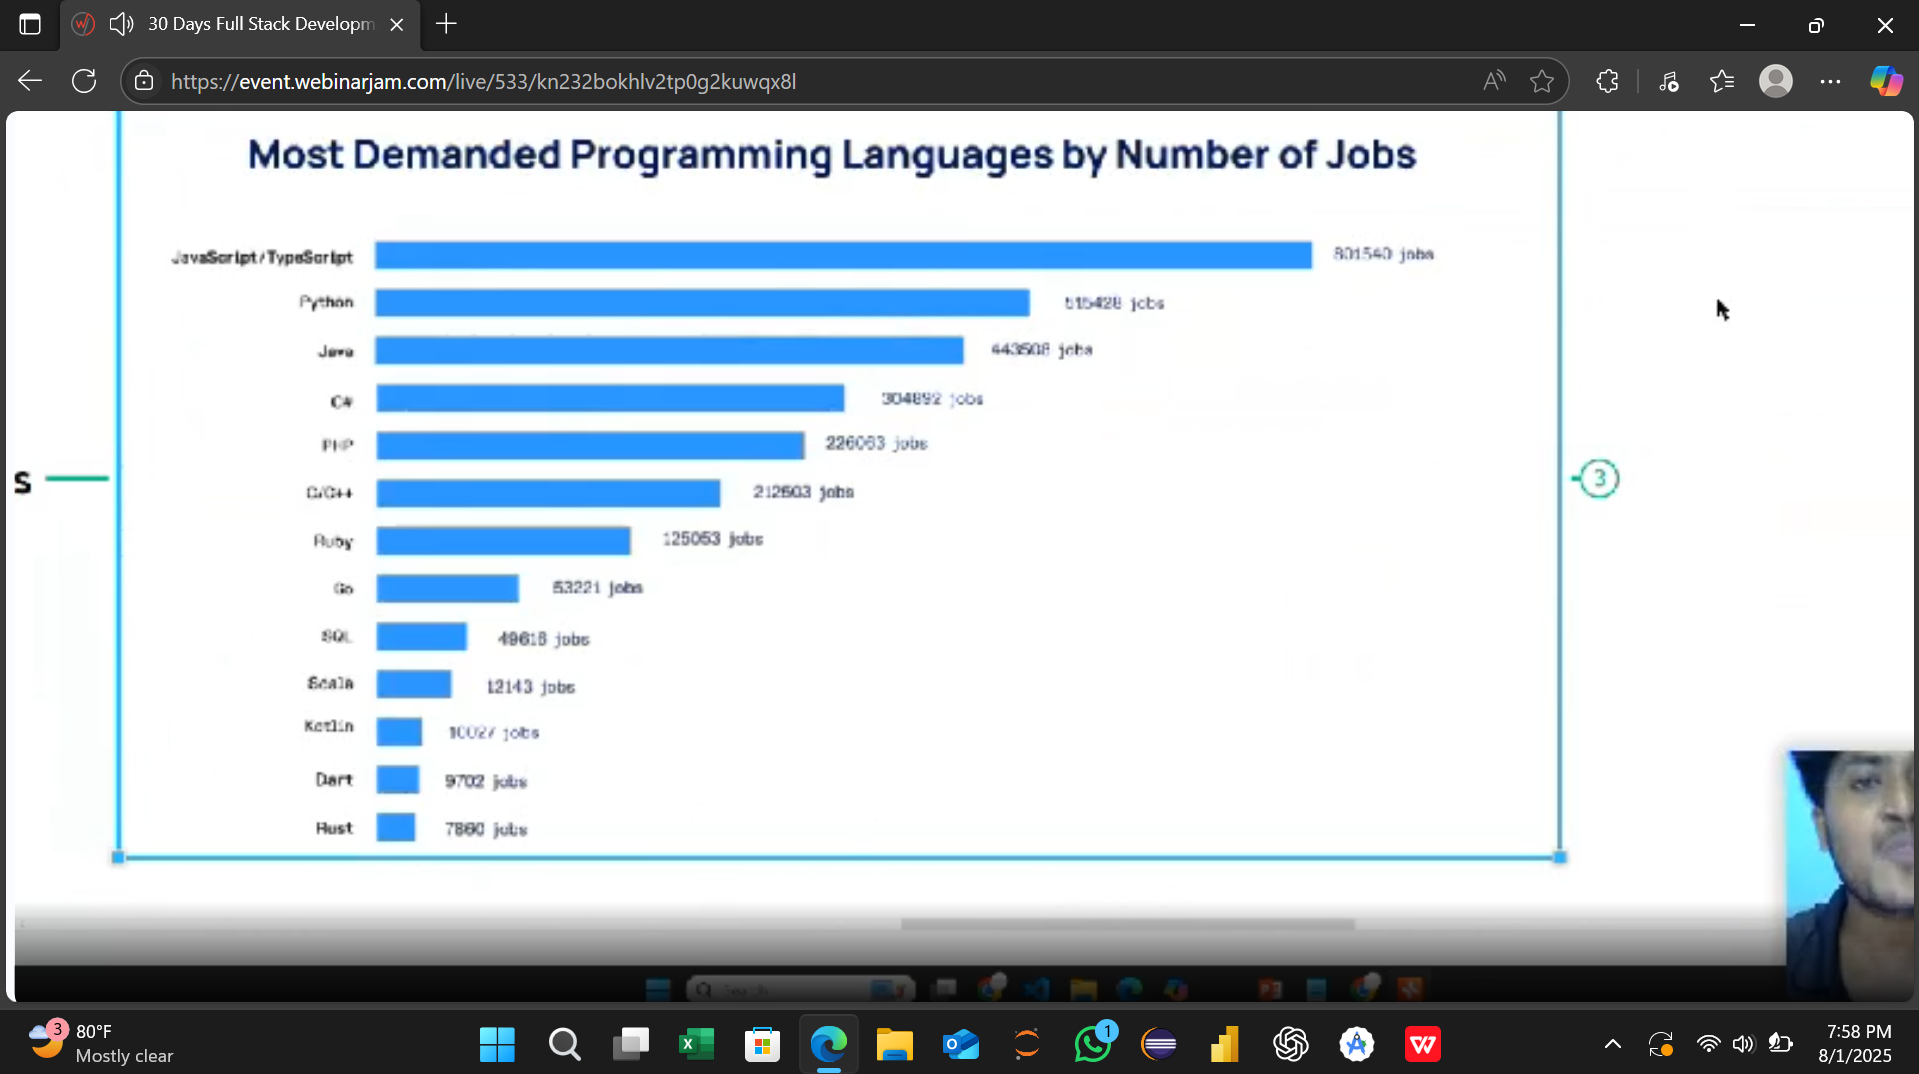 30 Days Full Stack Developm
https://event.webinarjam.com/live/533/kn232bokhlv2tp0g2kuwqx8l
Most Demanded Programming Languages by Number of Jobs
JavaScript/TypeScript 801540 jobs
Python 515428 jobs
Java 443508 jobs
C# 304892 jobs
PHP 226063 jobs
C/C++ 212503 jobs
Ruby 125053 jobs
Go 53221 jobs
SQL 49618 jobs
Scala 12143 jobs
Kotlin 10027 jobs
Dart 9702 jobs
Rust 7860 jobs
S
3
3
80°F
Mostly clear
1
7:58 PM
8/1/2025